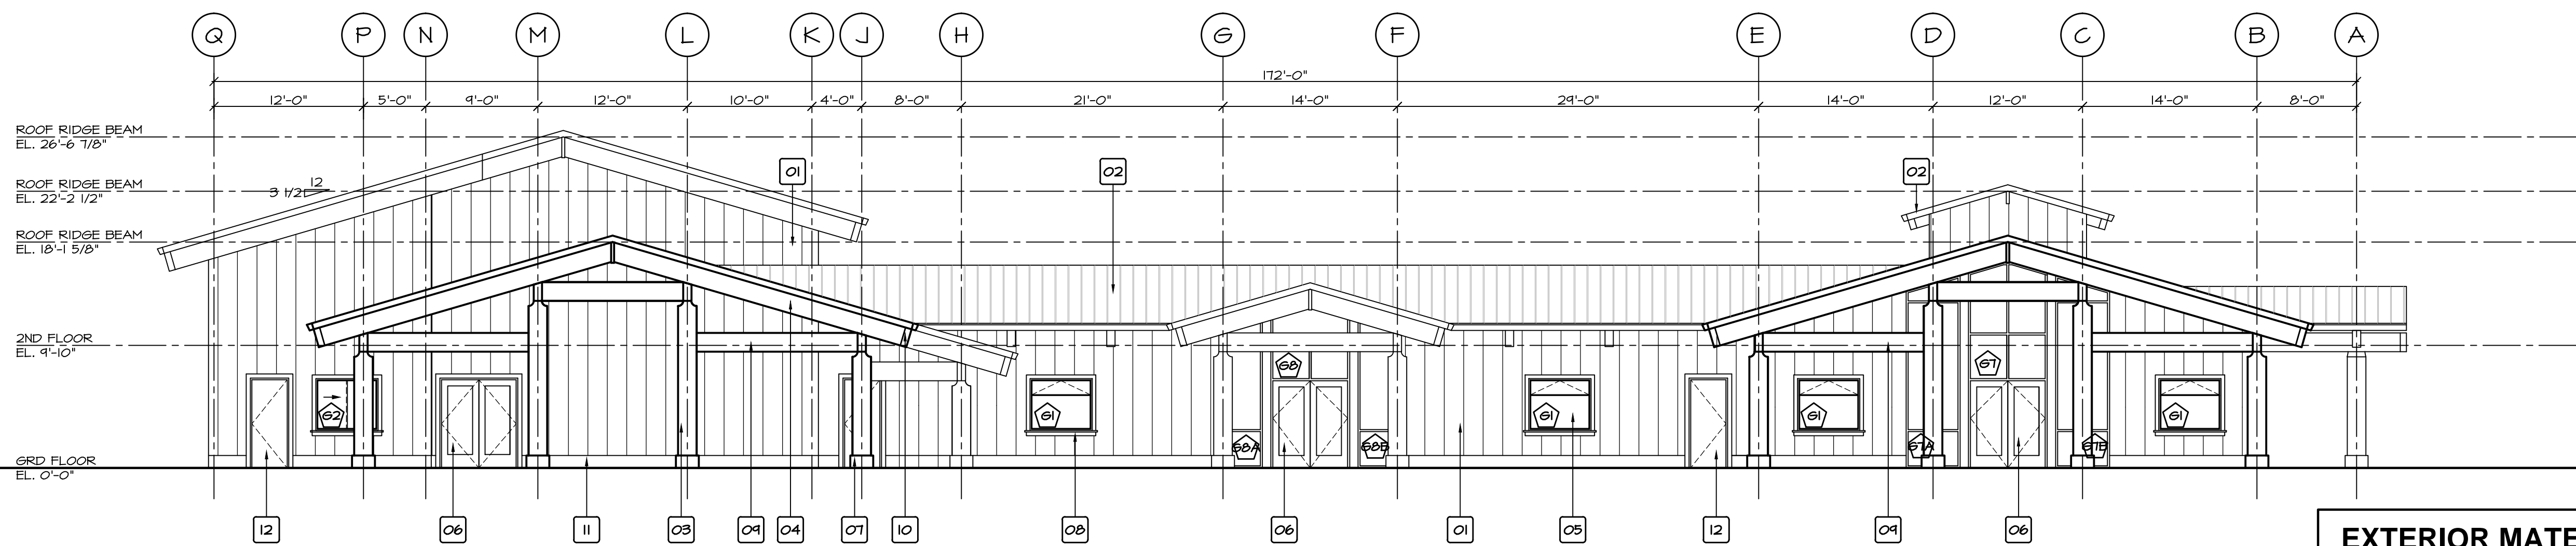 Q P N M L K J H G F E D C B A
172'-0"
12'-0" 5'-0" 9'-0" 12'-0" 10'-0" 4'-0" 8'-0" 21'-0" 14'-0" 29'-0" 14'-0" 12'-0" 14'-0" 8'-0"
ROOF RIDGE BEAM
EL. 26'-6 7/8"
01 02 02
ROOF RIDGE BEAM
EL. 22'-2 1/2"
12
3 1/2
ROOF RIDGE BEAM
EL. 18'-1 5/8"
2ND FLOOR
EL. 9'-10"
G8 G7
G2 G1 G1 G1 G1
G8A G8B G7A G7B
GRD FLOOR
EL. 0'-0"
12 06 11 03 09 04 07 10 08 06 01 05 12 09 06
EXTERIOR MATE